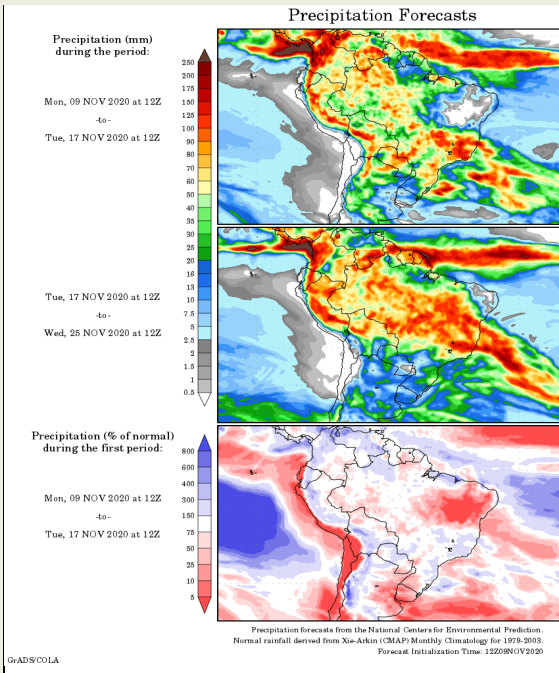 Precipitation Forecasts
Precipitation (mm)
during the period:
Mon, 09 NOV 2020 at 12Z
-to-
Tue, 17 NOV 2020 at 12Z
250
200
175
150
125
100
90
80
70
60
50
40
35
30
25
20
16
13
10
7.5
5
2.5
2
1.5
1
0.5
Tue, 17 NOV 2020 at 12Z
-to-
Wed, 25 NOV 2020 at 12Z
Precipitation (% of normal)
during the first period:
Mon, 09 NOV 2020 at 12Z
-to-
Tue, 17 NOV 2020 at 12Z
800
600
400
300
150
75
50
25
10
5
Precipitation forecasts from the National Centers for Environmental Prediction.
Normal rainfall derived from Xie-Arkin (CMAP) Monthly Climatology for 1979-2003.
Forecast Initialization Time: 12Z09NOV2020
GrADS/COLA